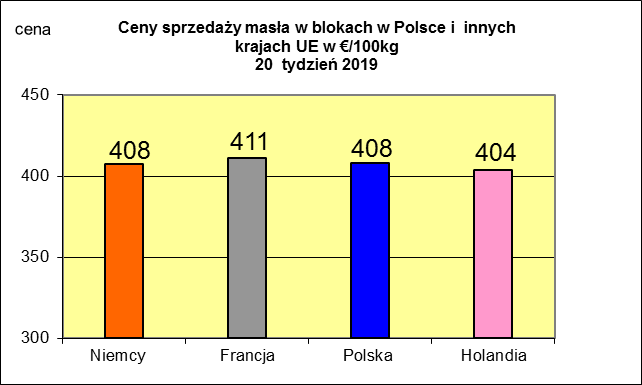 cena
Ceny sprzedaży masła w blokach w Polsce i  innych
krajach UE w €/100kg
20  tydzień 2019
450
400
350
300
408
411
408
404
Niemcy
Francja
Polska
Holandia